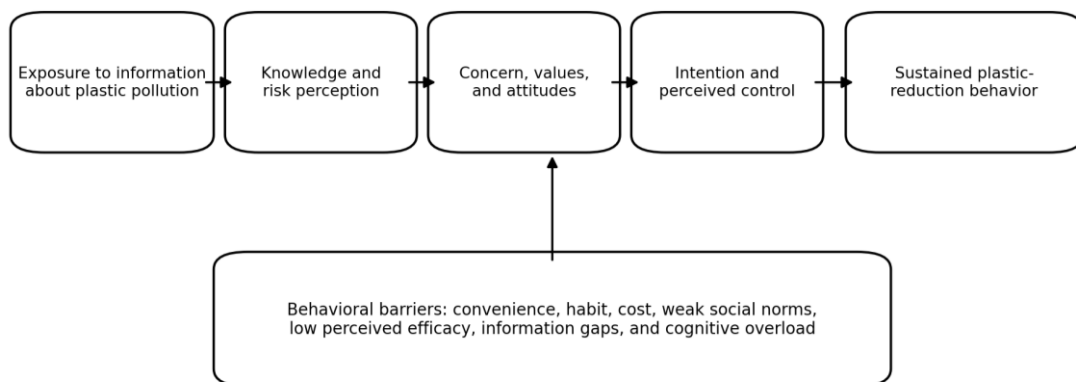 Exposure to information
about plastic pollution
Knowledge and
risk perception
Concern, values,
and attitudes
Intention and
perceived control
Sustained plastic-
reduction behavior
Behavioral barriers: convenience, habit, cost, weak social norms,
low perceived efficacy, information gaps, and cognitive overload